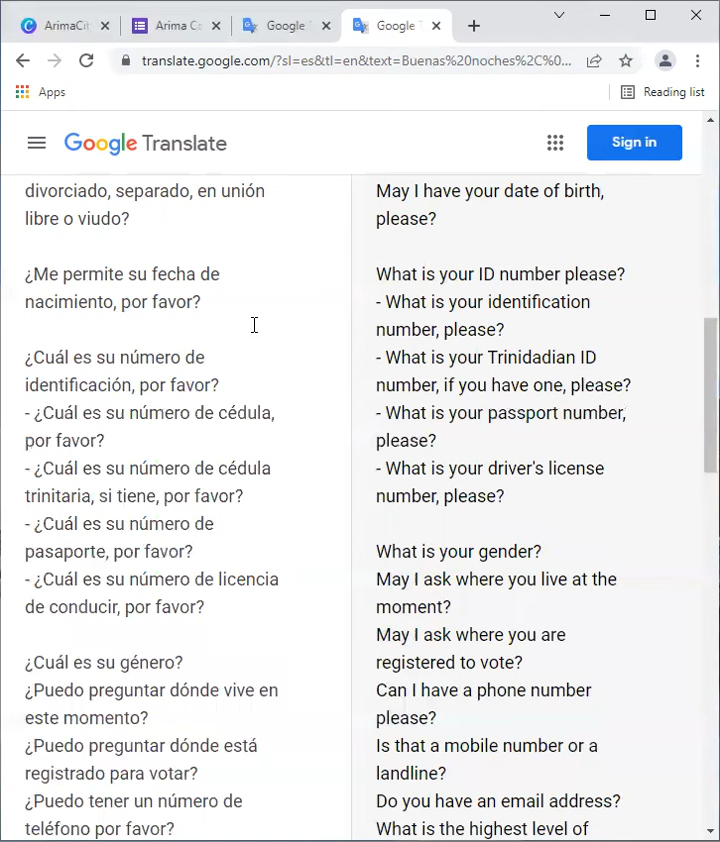 ArimaCit
Arima Co
Google T
Google T
translate.google.com/?sl=es&tl=en&text=Buenas%20noches%2C%0...
Apps
Reading list
Google Translate
Sign in
divorciado, separado, en unión
libre o viudo?
¿Me permite su fecha de
nacimiento, por favor?
¿Cuál es su número de
identificación, por favor?
- ¿Cuál es su número de cédula,
por favor?
- ¿Cuál es su número de cédula
trinitaria, si tiene, por favor?
- ¿Cuál es su número de
pasaporte, por favor?
- ¿Cuál es su número de licencia
de conducir, por favor?
¿Cuál es su género?
¿Puedo preguntar dónde vive en
este momento?
¿Puedo preguntar dónde está
registrado para votar?
¿Puedo tener un número de
teléfono por favor?
May I have your date of birth,
please?
What is your ID number please?
- What is your identification
number, please?
- What is your Trinidadian ID
number, if you have one, please?
- What is your passport number,
please?
- What is your driver's license
number, please?
What is your gender?
May I ask where you live at the
moment?
May I ask where you are
registered to vote?
Can I have a phone number
please?
Is that a mobile number or a
landline?
Do you have an email address?
What is the highest level of